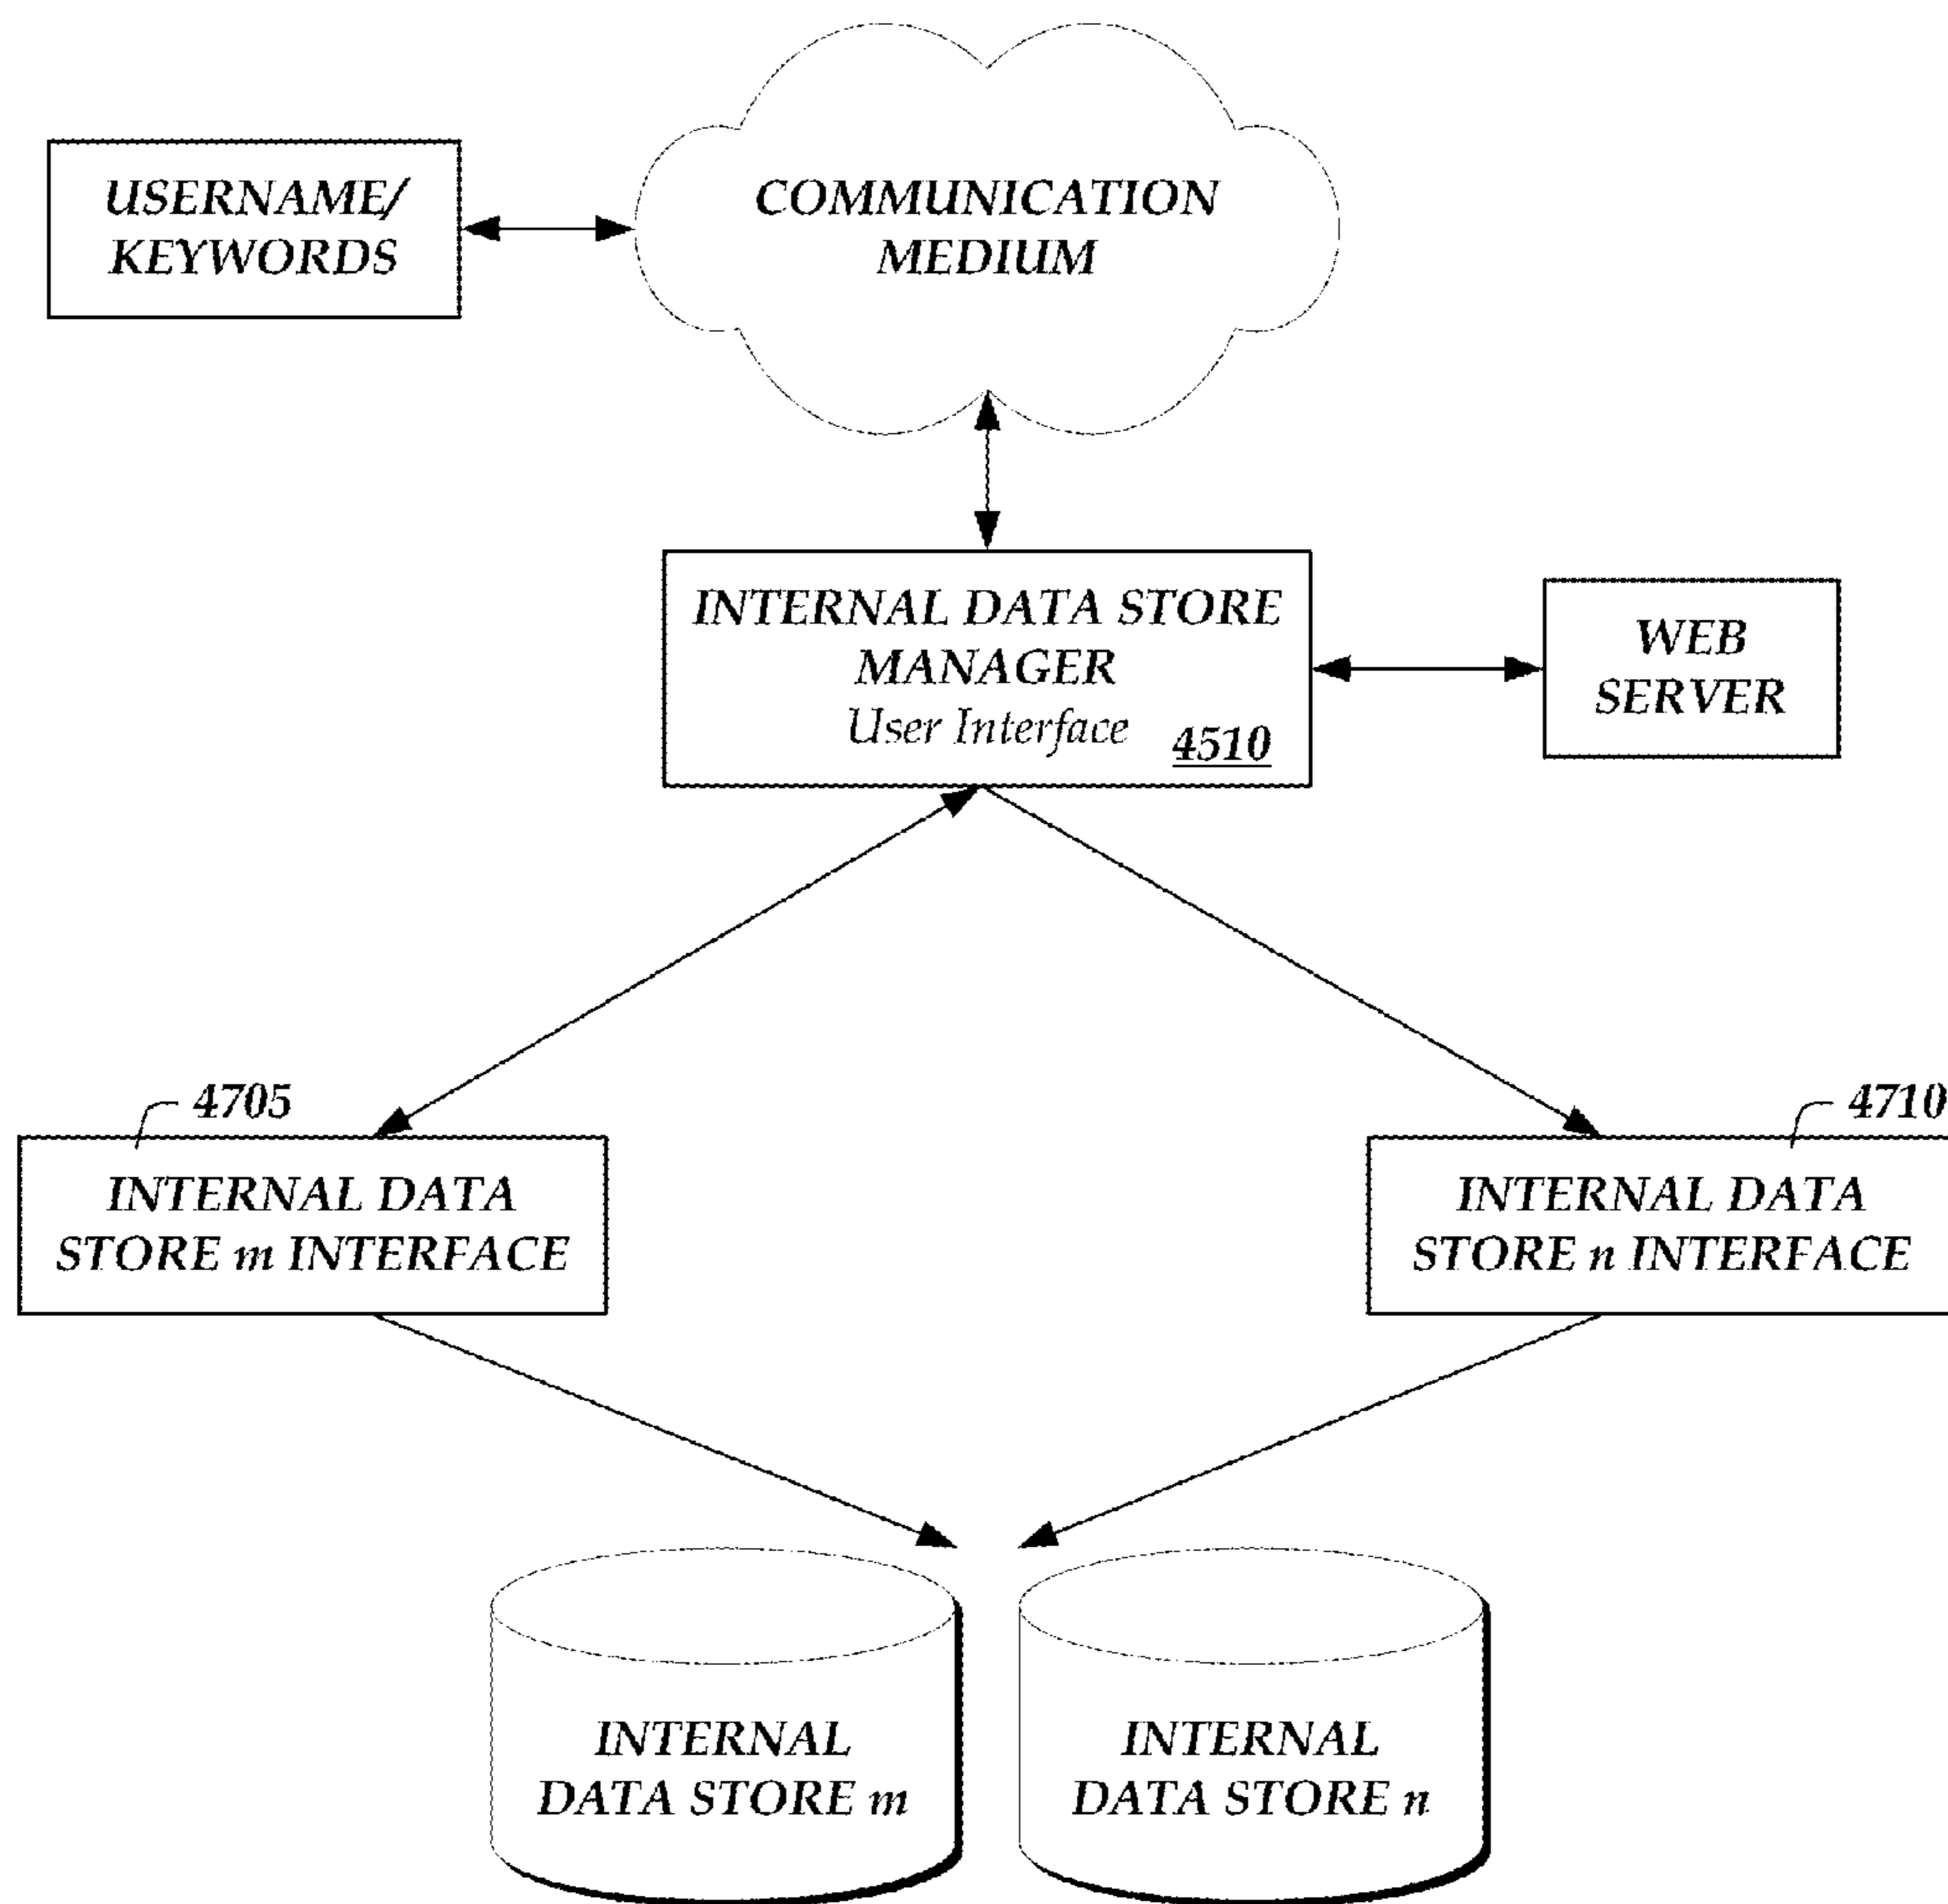 USERNAME/
KEYWORDS
COMMUNICATION
MEDIUM
INTERNAL DATA STORE
MANAGER
User Interface
4510
WEB
SERVER
4705
INTERNAL DATA
STORE m INTERFACE
4710
INTERNAL DATA
STORE n INTERFACE
INTERNAL
DATA STORE m
INTERNAL
DATA STORE n